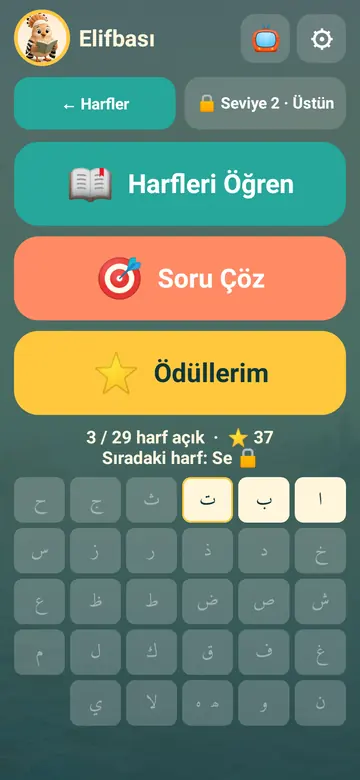 Elifbası
← Harfler
Seviye 2 · Üstün
Harfleri Öğren
Soru Çöz
Ödüllerim
3 / 29 harf açık · ⭐ 37
Sıradaki harf: Se 🔒
ا ب ت ث ج ح
خ د ذ ر ز س
ش ص ض ط ظ ع
غ ف ق ك ل م
ن و ه ه لا ي